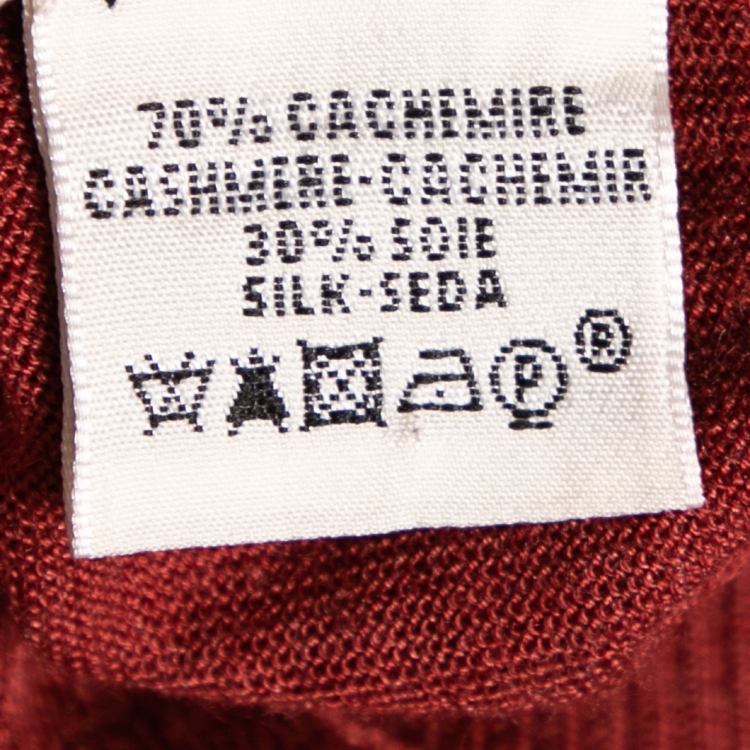 70% CACHEMIRE
CASHMERE-CACHEMIR
30% SOIE
SILK-SEDA
P ®